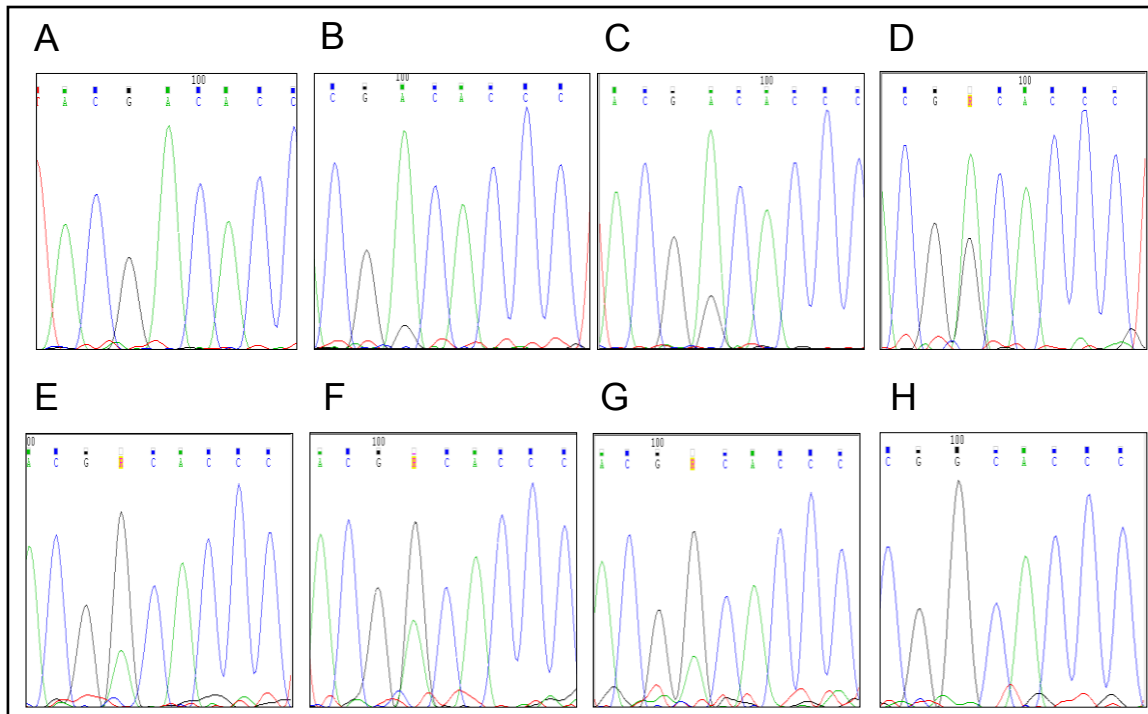 A
100
T A C G A C A C C
B
100
C G A C A C C C
C
100
A C G A C A C C C
D
100
C G R C A C C C
E
00
A C G R C A C C C
F
100
A C G R C A C C C
G
100
A C G R C A C C C
H
100
C G G C A C C C